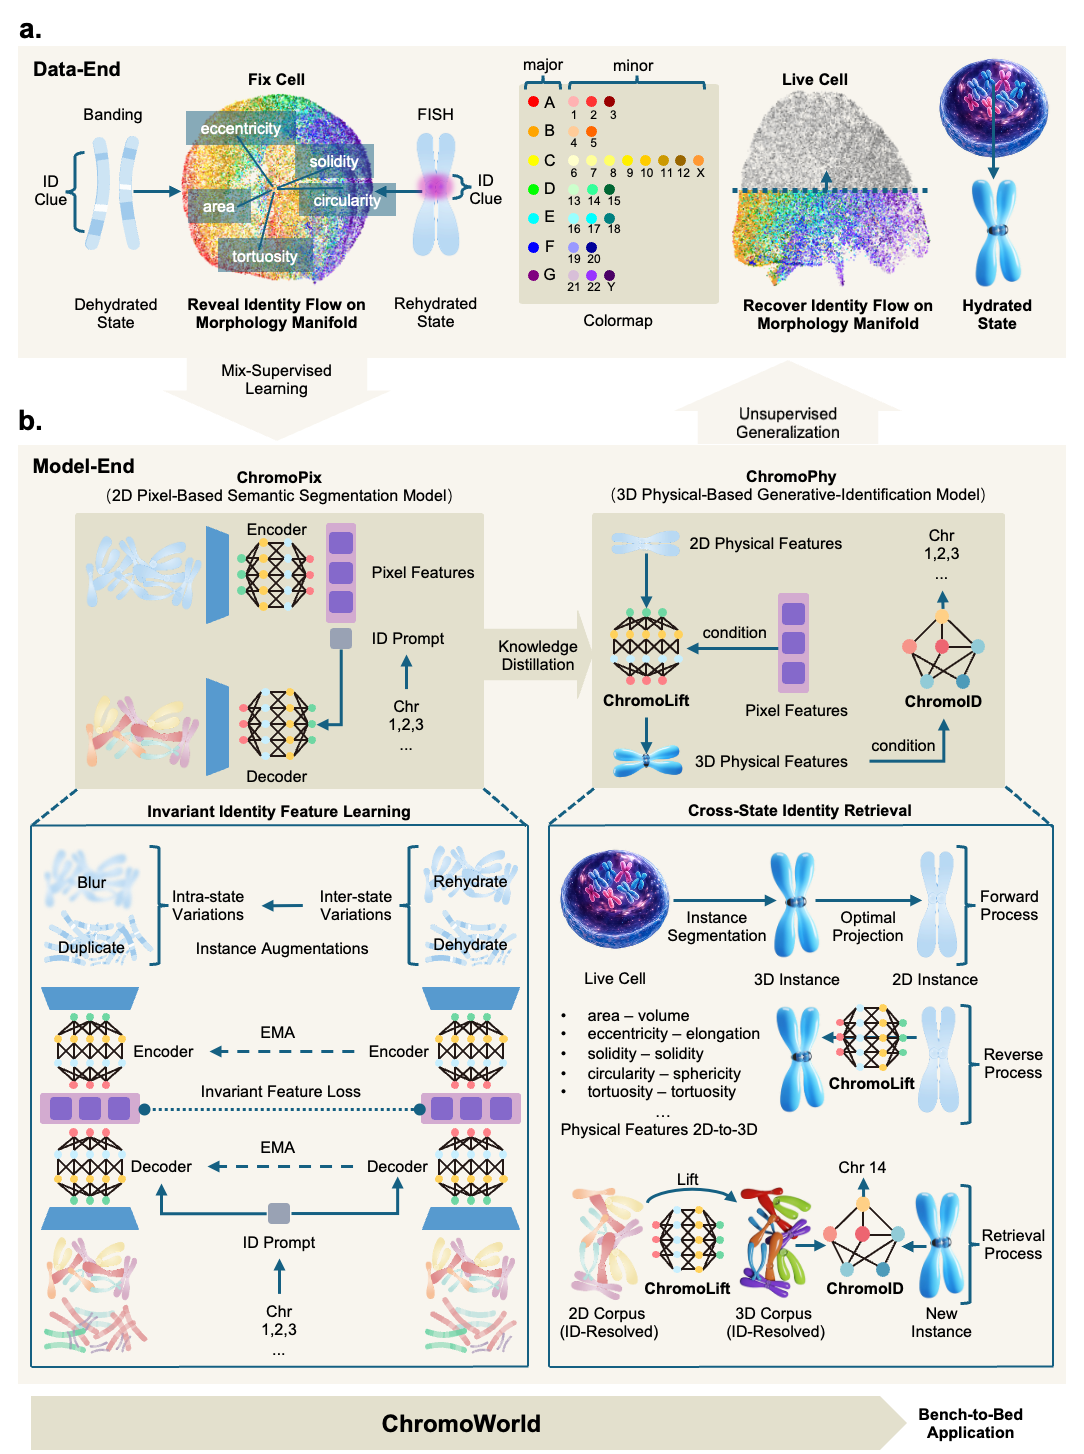 a.
Data-End
Fix Cell
Banding
ID
Clue
Dehydrated
State
eccentricity
solidity
area
circularity
tortuosity
Reveal Identity Flow on
Morphology Manifold
FISH
ID
Clue
Rehydrated
State
major
minor
A
1 2 3
B
4 5
C
6 7 8 9 10 11 12 X
D
13 14 15
E
16 17 18
F
19 20
G
21 22 Y
Colormap
Live Cell
Recover Identity Flow on
Morphology Manifold
Hydrated
State
Mix-Supervised
Learning
Unsupervised
Generalization
b.
Model-End
ChromoPix
(2D Pixel-Based Semantic Segmentation Model)
Encoder
Pixel Features
ID Prompt
Chr
1,2,3
...
Decoder
Knowledge
Distillation
ChromoPhy
(3D Physical-Based Generative-Identification Model)
2D Physical Features
Chr
1,2,3
...
condition
ChromoLift
Pixel Features
ChromoID
condition
3D Physical Features
Invariant Identity Feature Learning
Blur
Duplicate
Intra-state
Variations
Inter-state
Variations
Instance Augmentations
Rehydrate
Dehydrate
EMA
Encoder
Encoder
Invariant Feature Loss
EMA
Decoder
Decoder
ID Prompt
Chr
1,2,3
...
Cross-State Identity Retrieval
Instance
Segmentation
Optimal
Projection
Forward
Process
Live Cell
3D Instance
2D Instance
• area – volume
• eccentricity – elongation
• solidity – solidity
• circularity – sphericity
• tortuosity – tortuosity
...
Physical Features 2D-to-3D
ChromoLift
Reverse
Process
Lift
Chr 14
ChromoLift
ChromoID
Retrieval
Process
2D Corpus
(ID-Resolved)
3D Corpus
(ID-Resolved)
New
Instance
ChromoWorld
Bench-to-Bed
Application